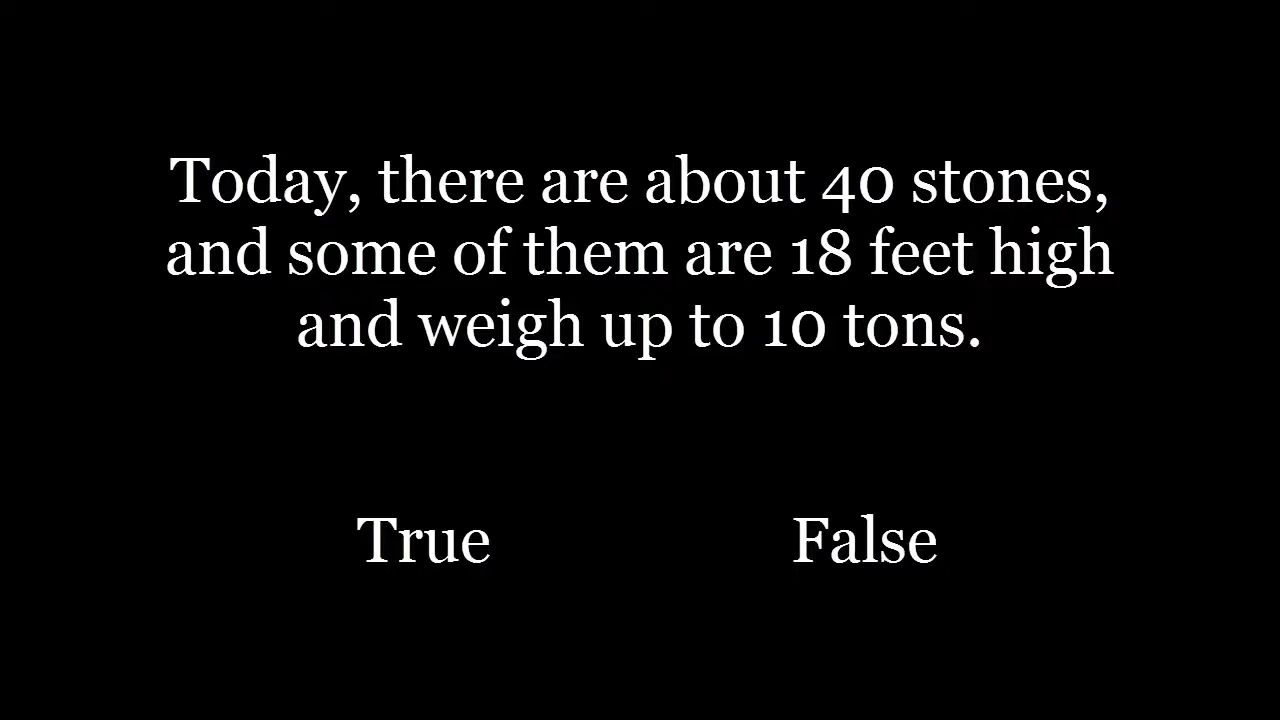 Today, there are about 40 stones,
and some of them are 18 feet high
and weigh up to 10 tons.
True False